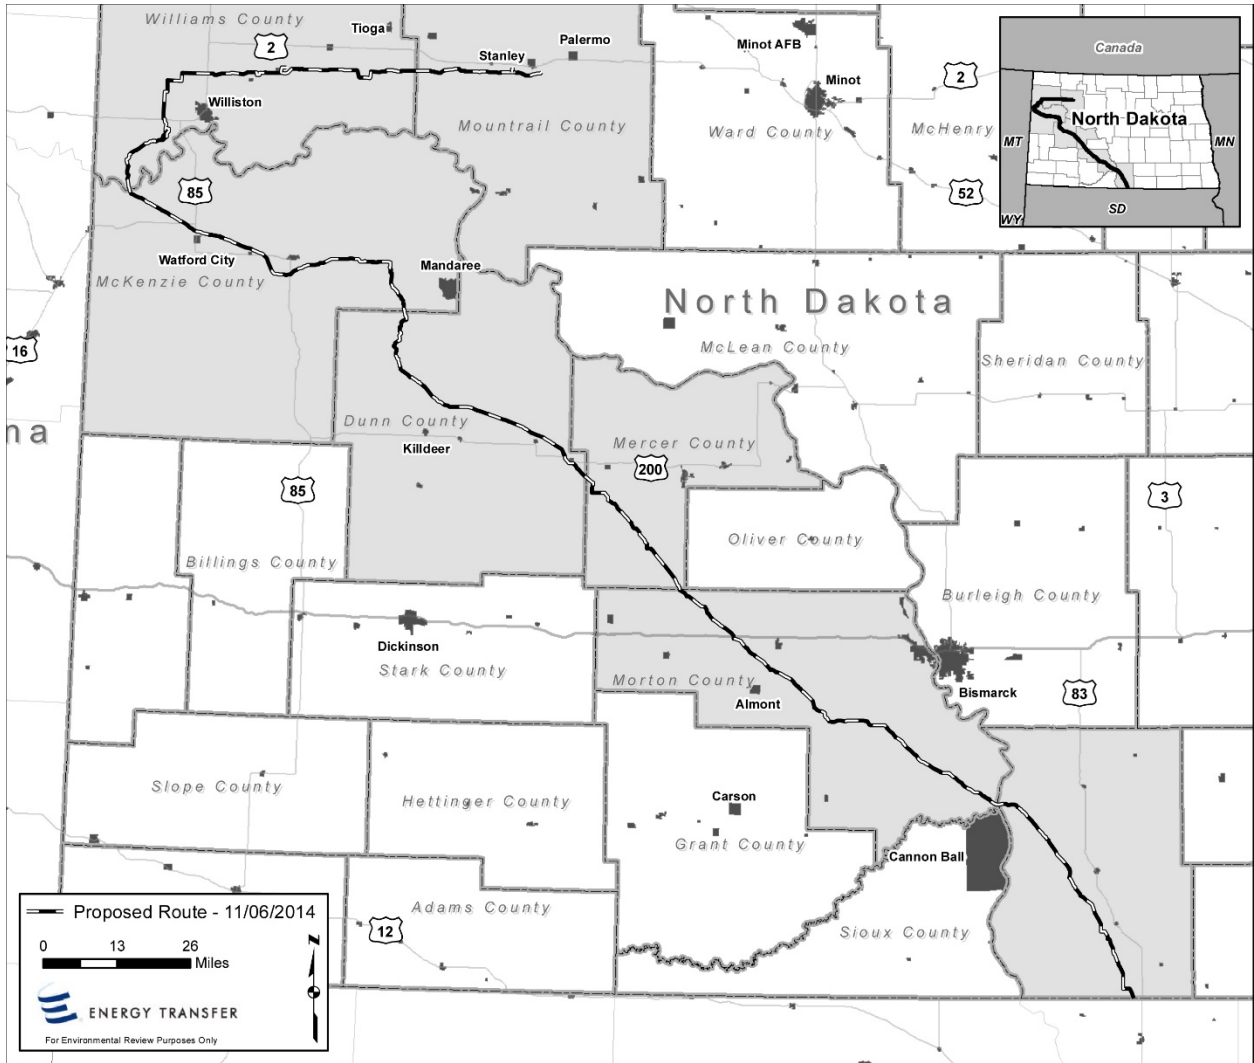 Williams County
Tioga
2
Stanley
Palermo
Minot AFB
2
Minot
Williston
Mountrail County
Ward County
McHenry
85
52
Canada
North Dakota
MT
MN
WY
SD
Watford City
Mandaree
McKenzie County
North Dakota
16
McLean County
Sheridan County
Dunn County
na
Killdeer
Mercer County
200
85
3
Oliver County
Billings County
Burleigh County
Dickinson
Stark County
Morton County
Almont
Bismarck
83
Slope County
Hettinger County
Carson
Grant County
Cannon Ball
Adams County
12
Sioux County
Proposed Route - 11/06/2014
0 13 26
Miles
N
ENERGY TRANSFER
For Environmental Review Purposes Only